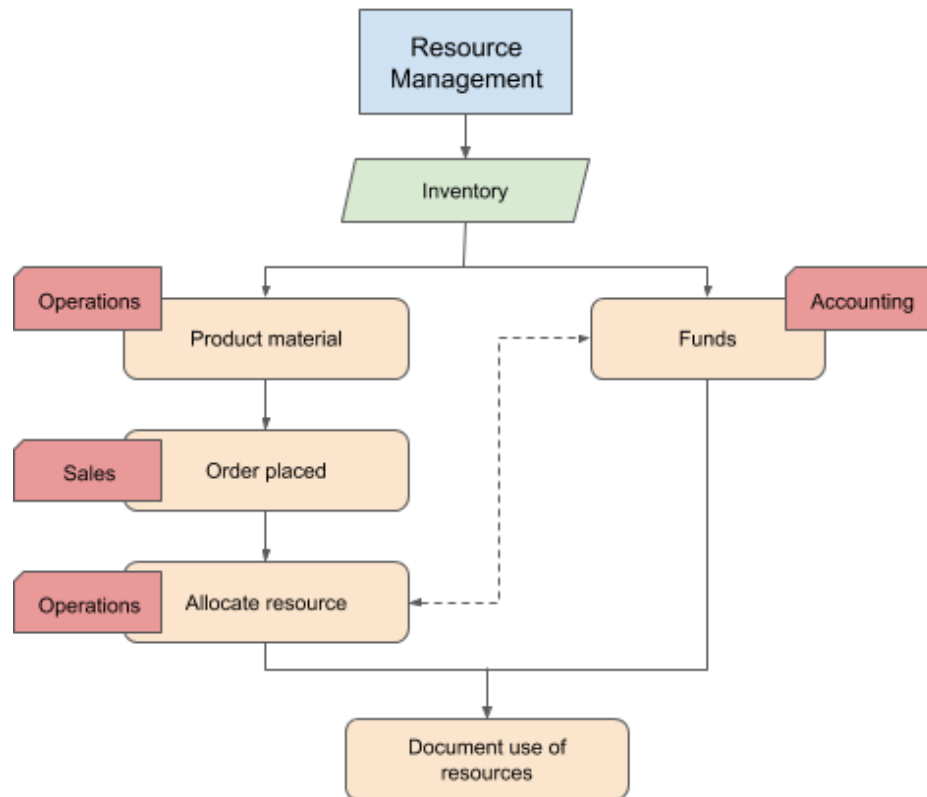 Resource
Management
Inventory
Operations
Accounting
Product material
Funds
Sales
Order placed
Operations
Allocate resource
Document use of
resources